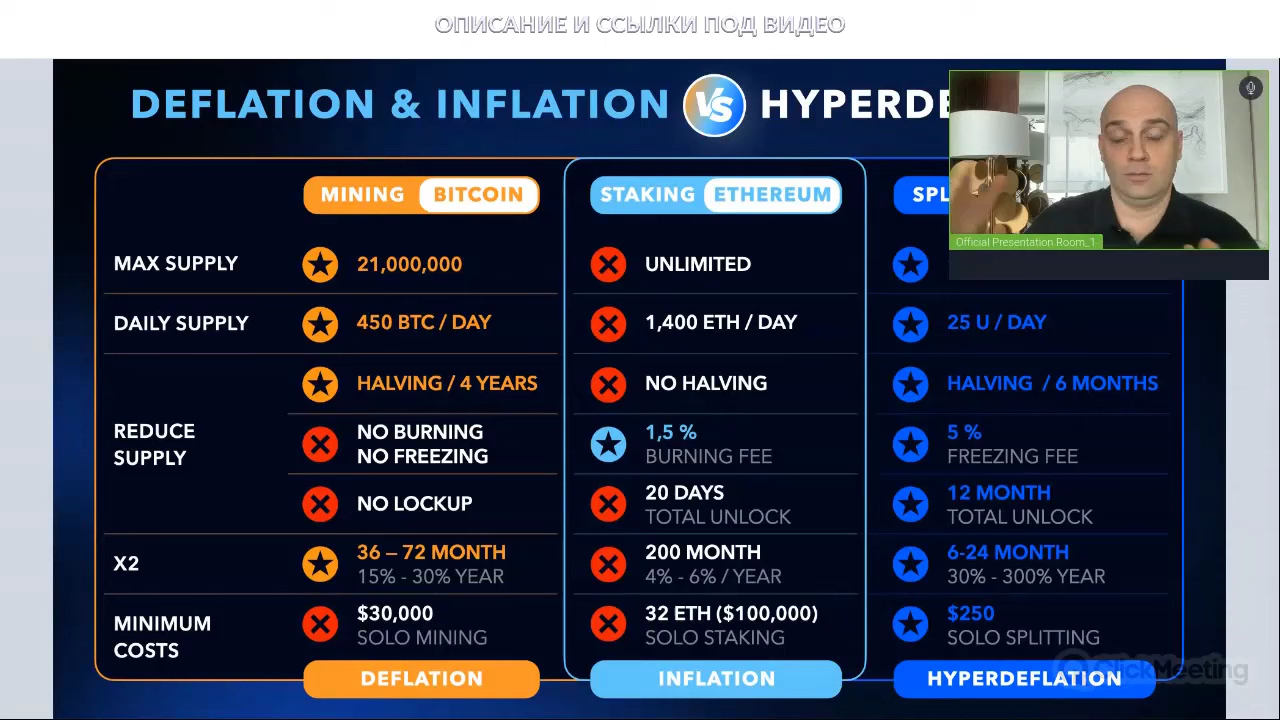 ОПИСАНИЕ И ССЫЛКИ ПОД ВИДЕО
DEFLATION & INFLATION VS HYPERDE
MINING BITCOIN
STAKING ETHEREUM
SPL
Official Presentation Room_1
MAX SUPPLY
21,000,000
UNLIMITED
DAILY SUPPLY
450 BTC / DAY
1,400 ETH / DAY
25 U / DAY
REDUCE
SUPPLY
HALVING / 4 YEARS
NO HALVING
HALVING / 6 MONTHS
NO BURNING
NO FREEZING
1,5 %
BURNING FEE
5 %
FREEZING FEE
NO LOCKUP
20 DAYS
TOTAL UNLOCK
12 MONTH
TOTAL UNLOCK
X2
36 – 72 MONTH
15% - 30% YEAR
200 MONTH
4% - 6% / YEAR
6-24 MONTH
30% - 300% YEAR
MINIMUM
COSTS
$30,000
SOLO MINING
32 ETH ($100,000)
SOLO STAKING
$250
SOLO SPLITTING
DEFLATION
INFLATION
HYPERDEFLATION
ClickMeeting